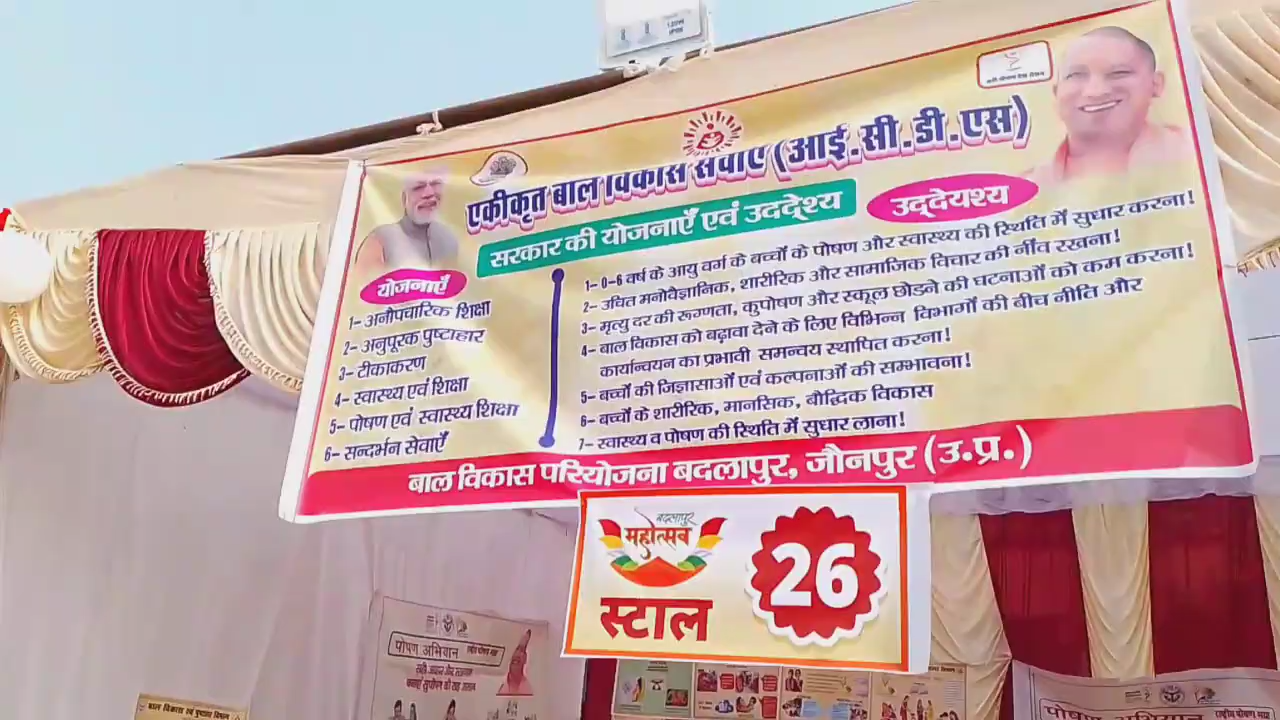 एकीकृत बाल विकास सेवाएं (आई.सी.डी.एस)
सरकार की योजनाएँ एवं उददे्श्य
योजनाएँ
1- अनौपचारिक शिक्षा
2- अनुपूरक पुष्टाहार
3- टीकाकरण
4- स्वास्थ्य एवं शिक्षा
5- पोषण एवं स्वास्थ्य शिक्षा
6- सन्दर्भन सेवाएँ
उद्देयश्य
1- 0-6 वर्ष के आयु वर्ग के बच्चों के पोषण और स्वास्थ्य की स्थिति में सुधार करना!
2- उचित मनोवैज्ञानिक, शारीरिक और सामाजिक विचार की नींव रखना!
3- मृत्यु दर की रूग्णता, कुपोषण और स्कूल छोडने की घटनाओं को कम करना!
4- बाल विकास को बढ़ावा देने के लिए विभिन्न विभागों की बीच नीति और
कार्यान्वयन का प्रभावी समन्वय स्थापित करना!
5- बच्चों की जिज्ञासाओं एवं कल्पनाओं की सम्भावना!
6- बच्चों के शारीरिक, मानसिक, बौद्धिक विकास
7- स्वास्थ्य व पोषण की स्थिति में सुधार लाना!
बाल विकास परियोजना बदलापुर, जौनपुर (उ.प्र.)
बदलापुर
महोत्सव
स्टाल
26
पोषण अभियान
बाल विकास एवं पुष्टाहार विभाग